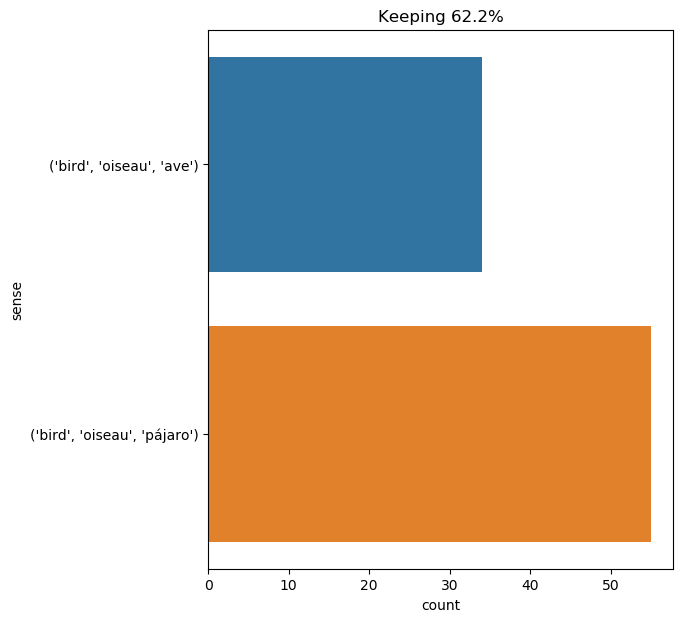 Keeping 62.2%
('bird', 'oiseau', 'ave')
('bird', 'oiseau', 'pájaro')
sense
0 10 20 30 40 50
count